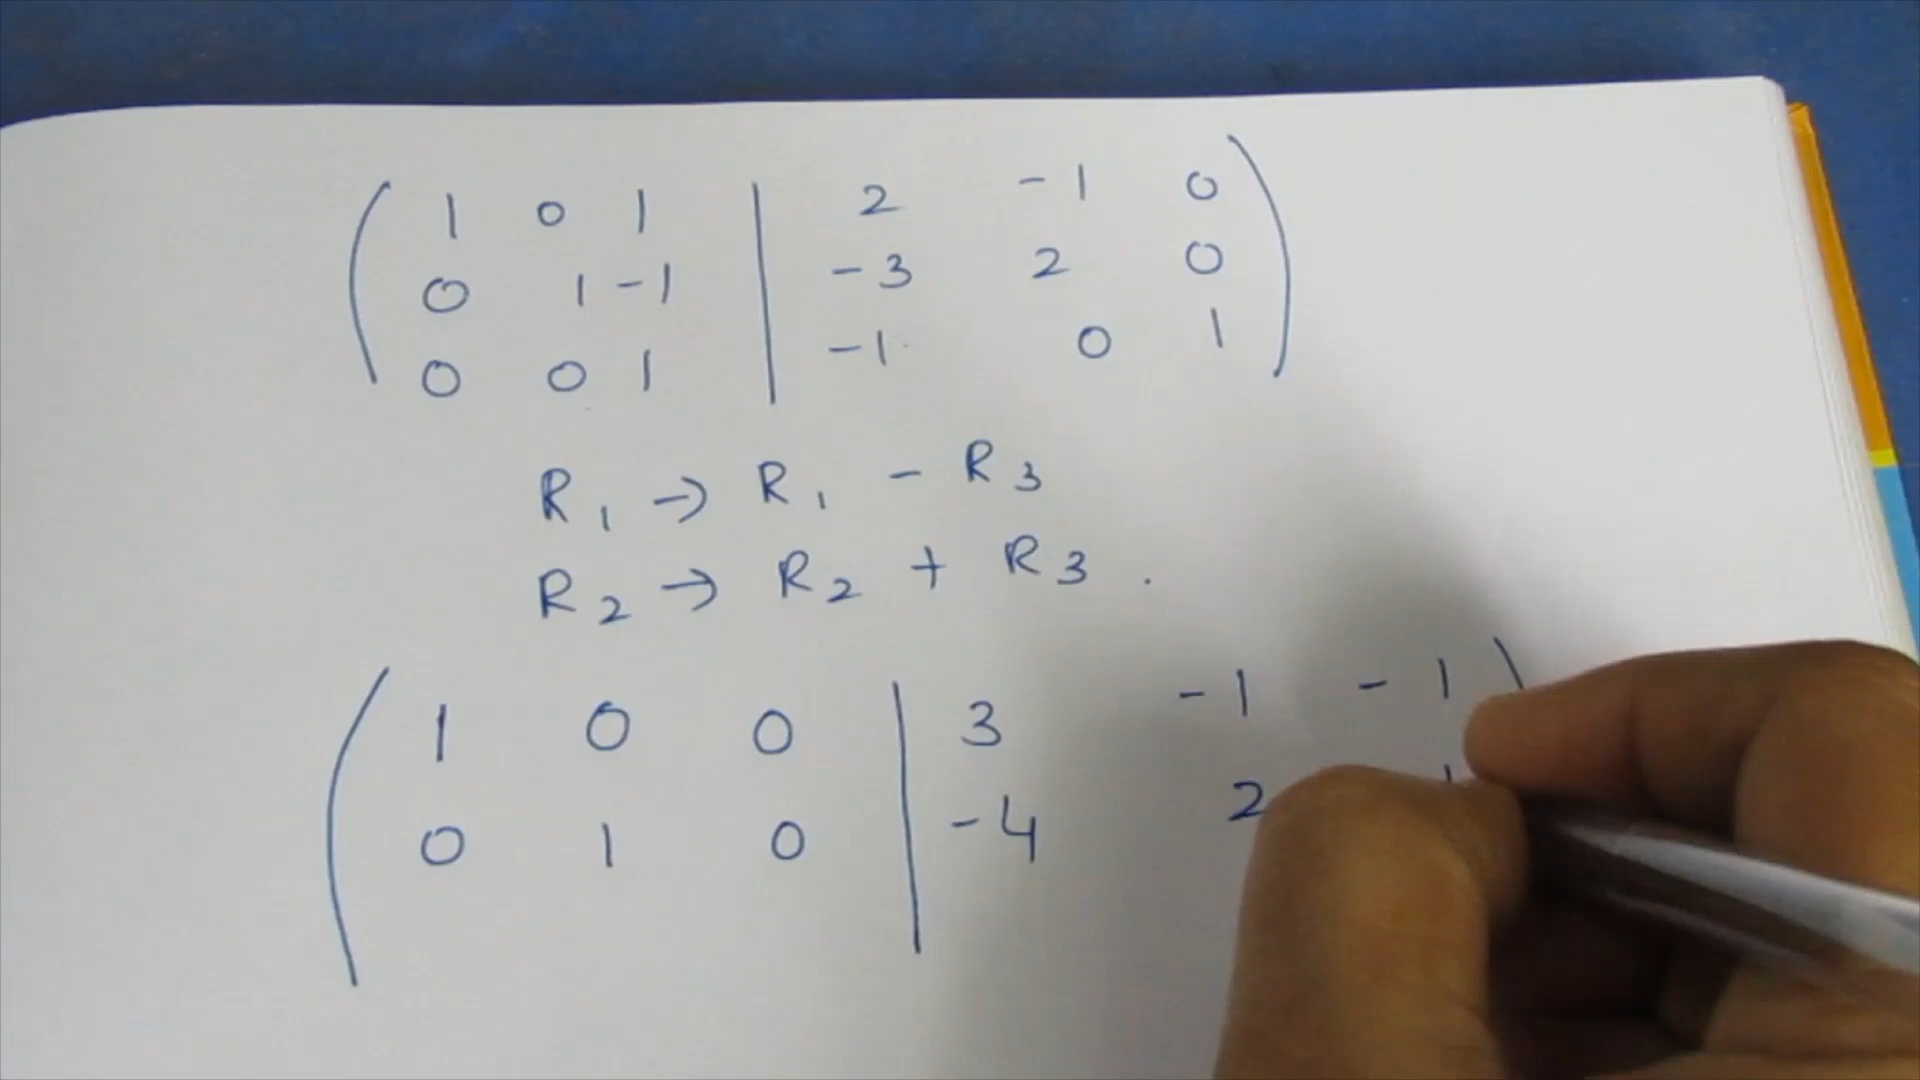 1 0 1 | 2 -1 0
0 1 -1 | -3 2 0
0 0 1 | -1 0 1
R1 → R1 - R3
R2 → R2 + R3 .
1 0 0 | 3 -1 -1
0 1 0 | -4 2